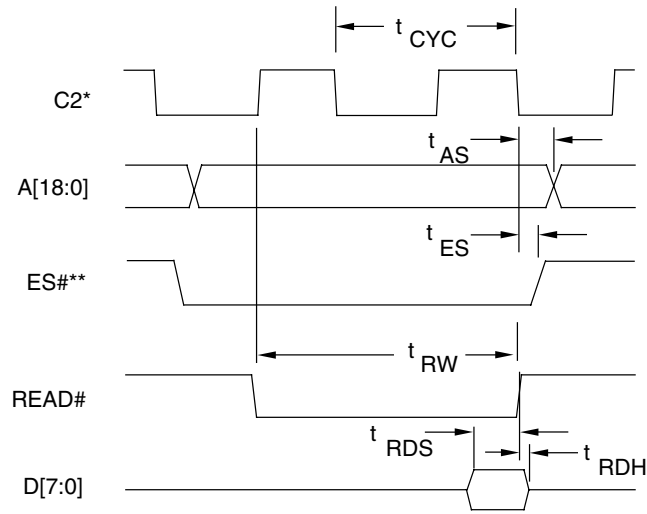 t CYC
C2*
t AS
A[18:0]
t ES
ES#**
t RW
READ#
t RDS
t RDH
D[7:0]